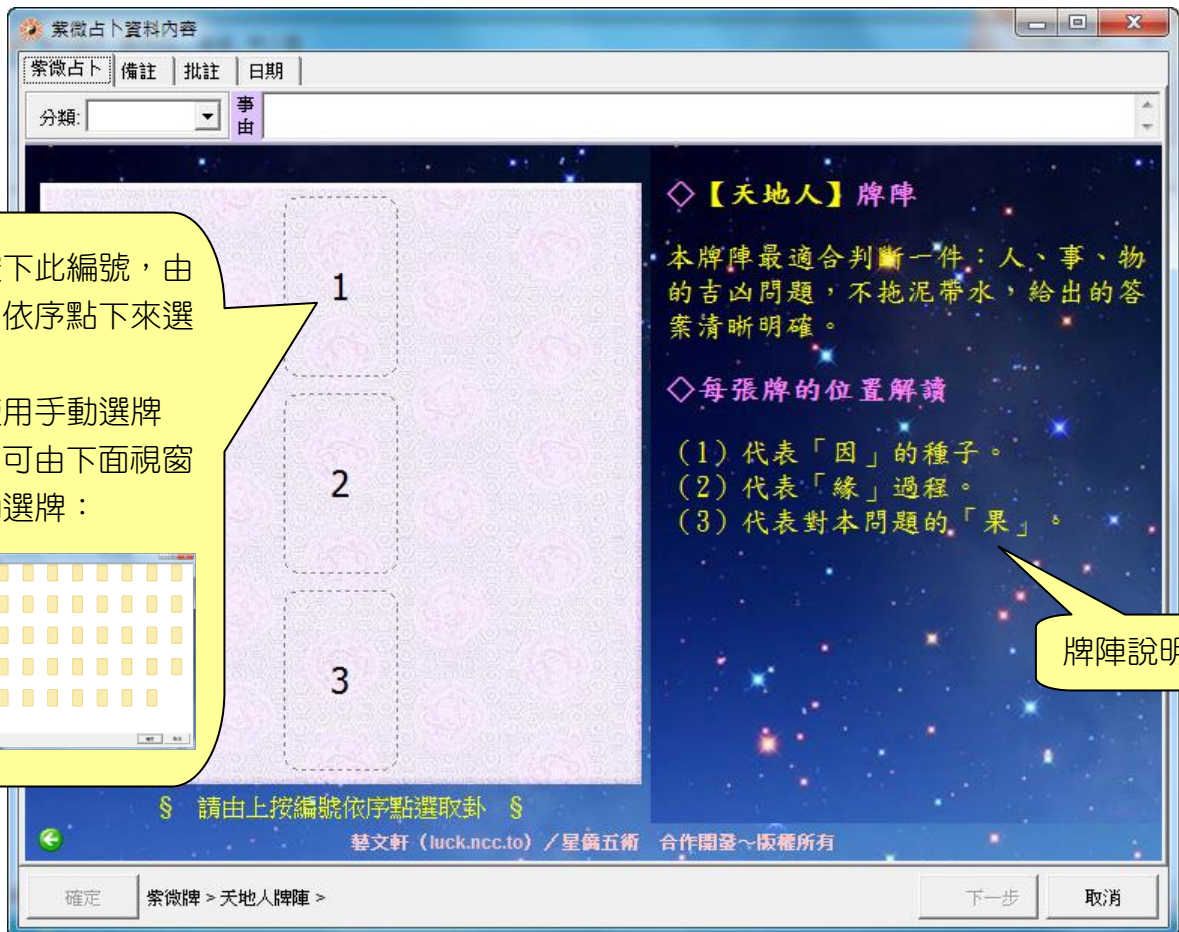 紫微占卜資料內容
紫微占卜 備註 批註 日期
分類:
事由
下此編號，由
依序點下來選
用手動選牌
可由下面視窗
選牌：
1
2
3
§ 請由上按編號依序點選取卦 §
◇【天地人】牌陣
本牌陣最適合判斷一件：人、事、物
的吉凶問題，不拖泥帶水，給出的答
案清晰明確。
◇每張牌的位置解讀
（1）代表「因」的種子。
（2）代表「緣」過程。
（3）代表對本問題的「果」。
牌陣說明
藝文軒（luck.ncc.to）／星僑五術 合作開發～版權所有
確定 紫微牌 > 天地人牌陣 > 下一步 取消